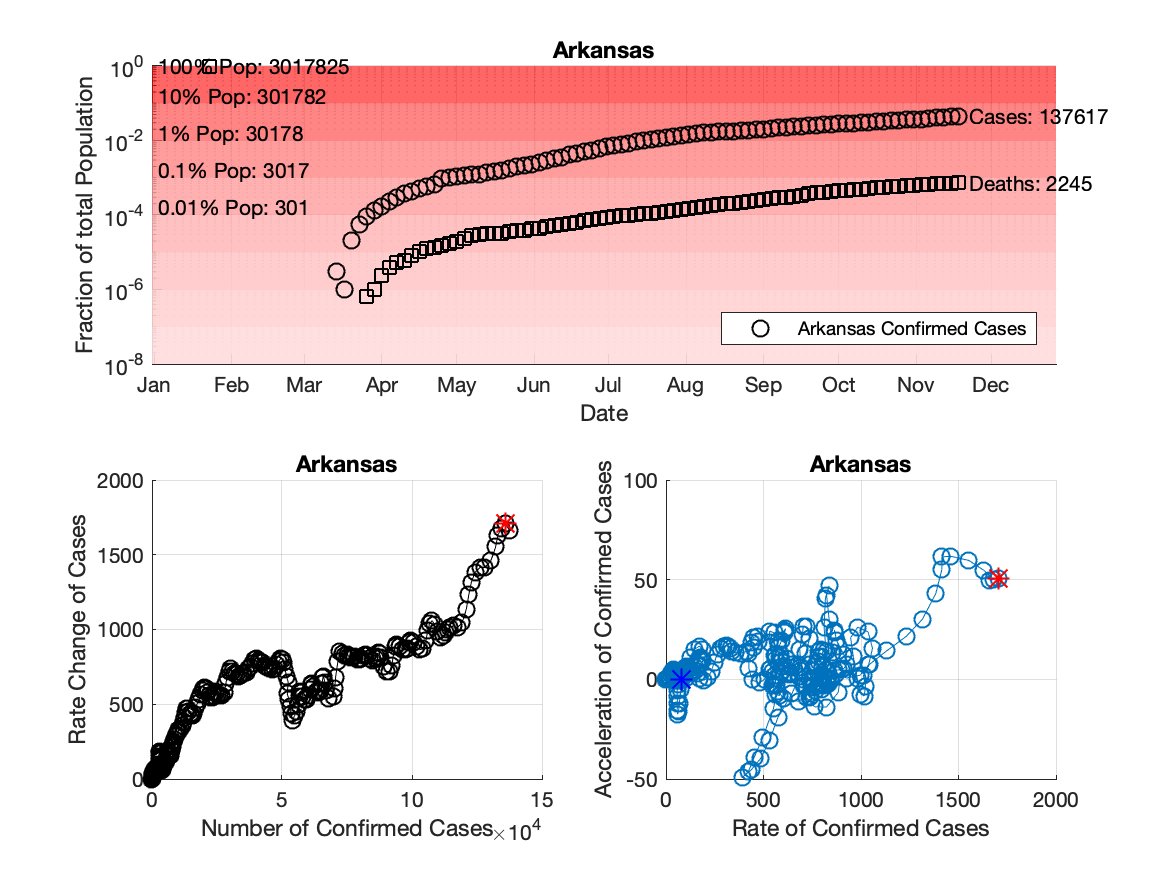 Arkansas
10^0
10^-2
10^-4
10^-6
10^-8
Fraction of total Population
100% Pop: 3017825
10% Pop: 301782
1% Pop: 30178
0.1% Pop: 3017
0.01% Pop: 301
Cases: 137617
Deaths: 2245
Arkansas Confirmed Cases
Jan Feb Mar Apr May Jun Jul Aug Sep Oct Nov Dec
Date
Arkansas
2000
1500
1000
500
0
Rate Change of Cases
0 5 10 15
Number of Confirmed Cases ×10^4
Arkansas
100
50
0
-50
Acceleration of Confirmed Cases
0 500 1000 1500 2000
Rate of Confirmed Cases